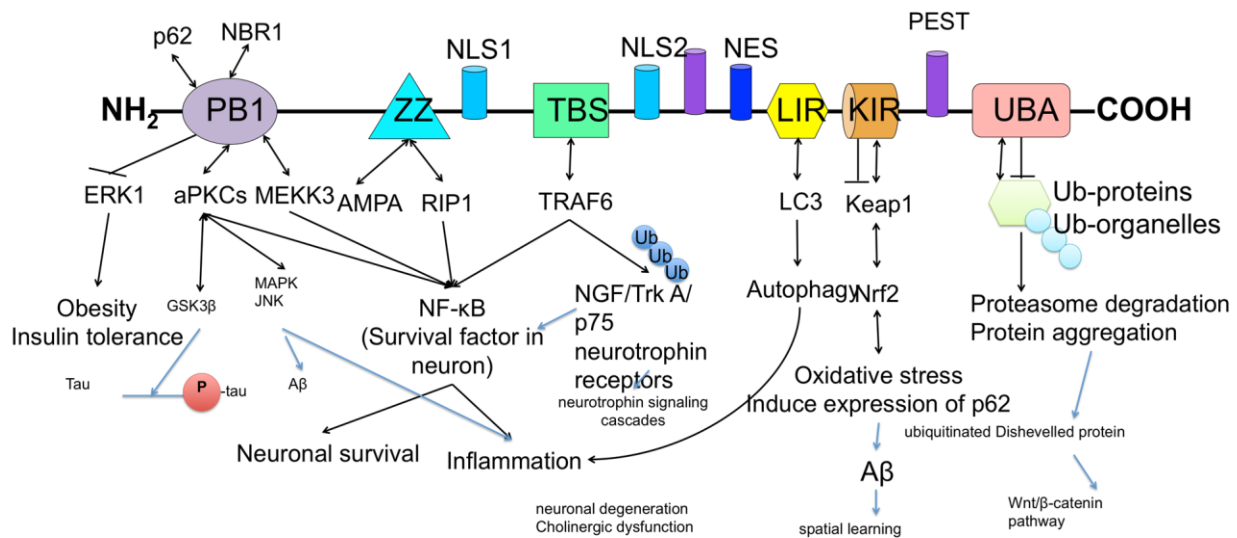 p62
NBR1
NLS1
NLS2
NES
PEST
NH2
PB1
ZZ
TBS
LIR
KIR
UBA
COOH
ERK1
aPKCs
MEKK3
AMPA
RIP1
TRAF6
LC3
Keap1
Ub-proteins
Ub-organelles
Ub
Ub
Ub
Obesity
Insulin tolerance
GSK3β
MAPK
JNK
NF-κB
(Survival factor in
neuron)
NGF/Trk A/
p75
neurotrophin
receptors
neurotrophin signaling
cascades
Autophagy
Nrf2
Proteasome degradation
Protein aggregation
Tau
P
-tau
Aβ
Oxidative stress
Induce expression of p62
ubiquitinated Dishevelled protein
Neuronal survival
Inflammation
Aβ
neuronal degeneration
Cholinergic dysfunction
spatial learning
Wnt/β-catenin
pathway